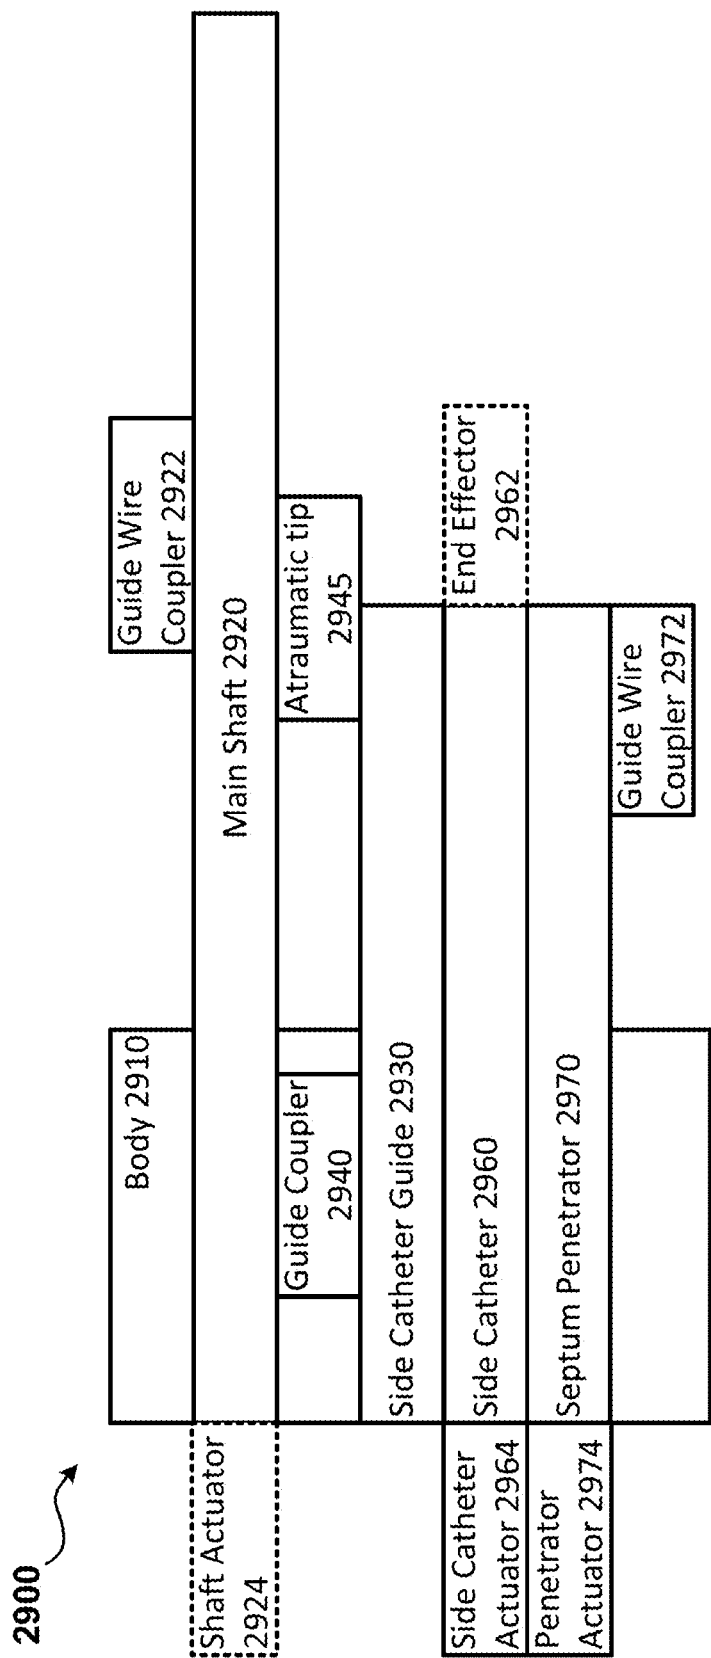 2900
Body 2910
Guide Wire
Coupler 2922
Shaft Actuator
2924
Main Shaft 2920
Guide Coupler
2940
Atraumatic tip
2945
Side Catheter Guide 2930
Side Catheter
Actuator 2964
Side Catheter 2960
End Effector
2962
Penetrator
Actuator 2974
Septum Penetrator 2970
Guide Wire
Coupler 2972